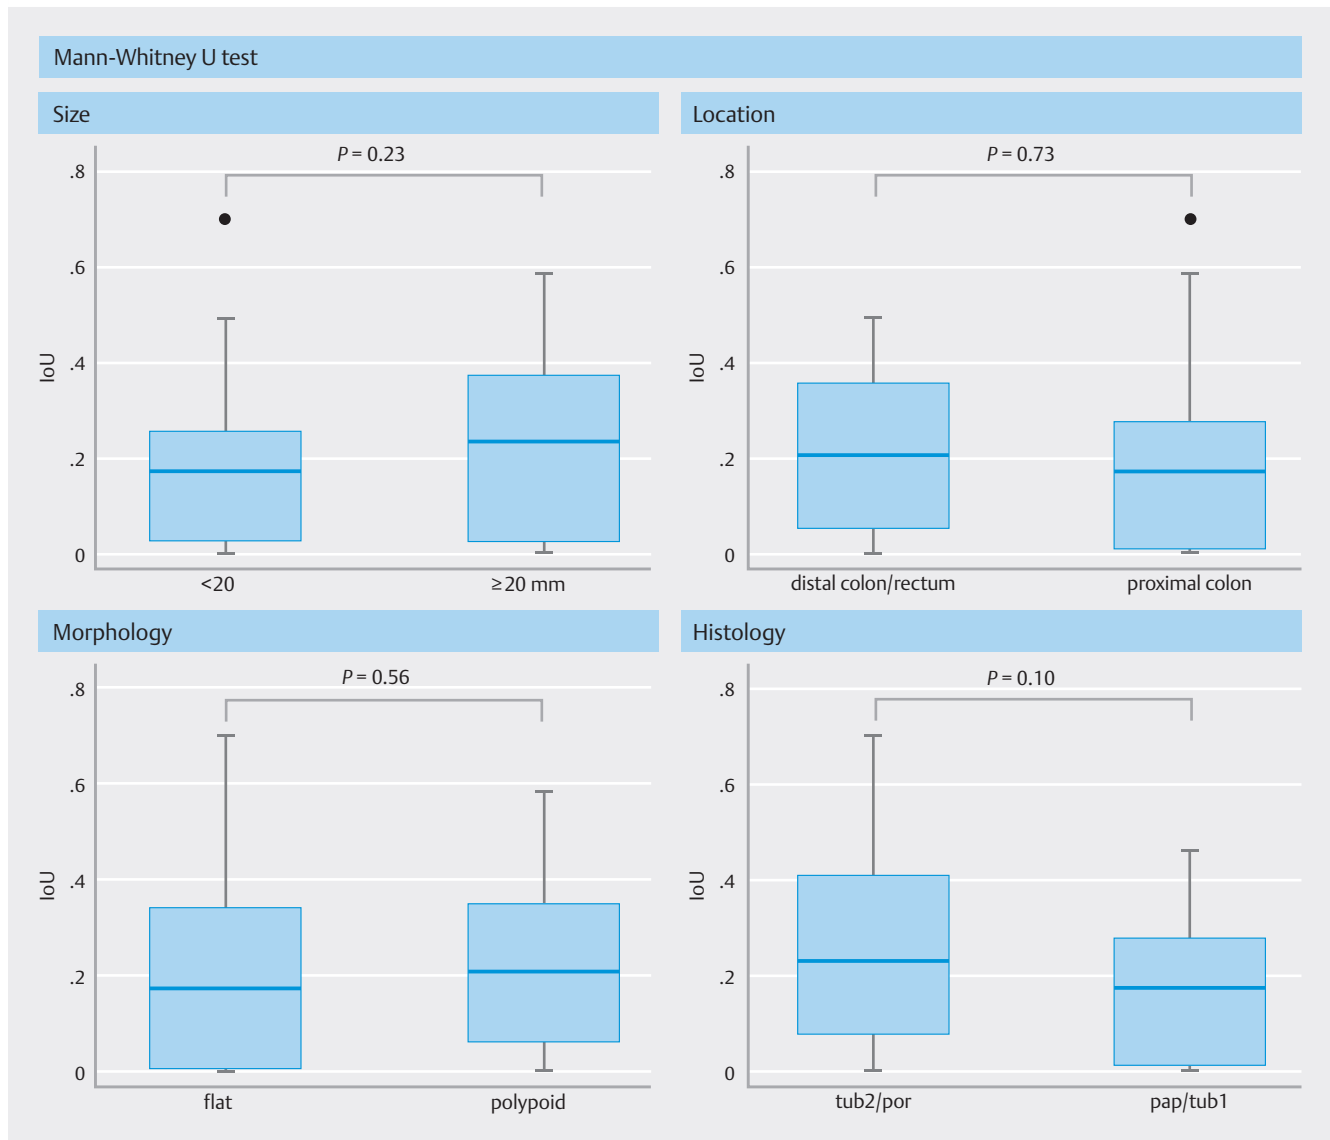 Mann-Whitney U test
Size
P = 0.23
.8
.6
.4
.2
0
IoU
<20
≥20 mm
Location
P = 0.73
.8
.6
.4
.2
0
IoU
distal colon/rectum
proximal colon
Morphology
P = 0.56
.8
.6
.4
.2
0
IoU
flat
polypoid
Histology
P = 0.10
.8
.6
.4
.2
0
IoU
tub2/por
pap/tub1